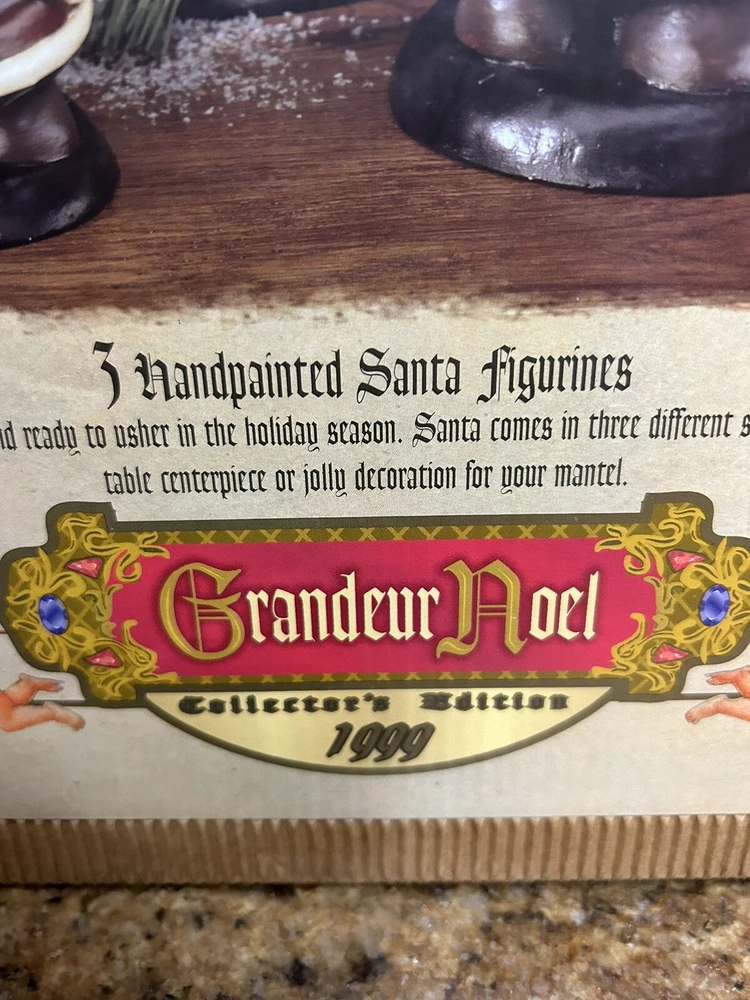 3 Handpainted Santa Figurines
ready to usher in the holiday season. Santa comes in three different
table centerpiece or jolly decoration for your mantel.
Grandeur Noel
Collector's Edition
1999